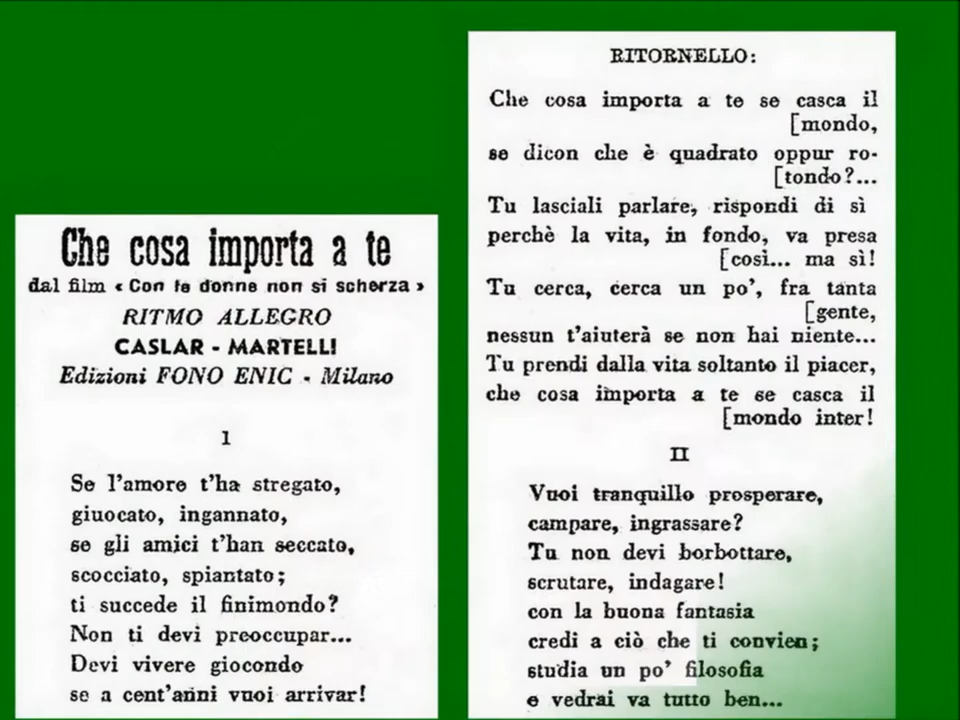 Che cosa importa a te
dal film « Con le donne non si scherza »
RITMO ALLEGRO
CASLAR - MARTELLI
Edizioni FONO ENIC - Milano
1
Se l'amore t'ha stregato,
giuocato, ingannato,
se gli amici t'han seccato,
scocciato, spiantato;
ti succede il finimondo?
Non ti devi preoccupar...
Devi vivere giocondo
se a cent'anni vuoi arrivar!
RITORNELLO:
Che cosa importa a te se casca il
[mondo,
se dicon che è quadrato oppur ro-
[tondo?...
Tu lasciali parlare, rispondi di sì
perchè la vita, in fondo, va presa
[così... ma sì!
Tu cerca, cerca un po', fra tanta
[gente,
nessun t'aiuterà se non hai niente...
Tu prendi dalla vita soltanto il piacer,
che cosa importa a te se casca il
[mondo inter!
II
Vuoi tranquillo prosperare,
campare, ingrassare?
Tu non devi borbottare,
scrutare, indagare!
con la buona fantasia
credi a ciò che ti convien;
studia un po' filosofia
e vedrai va tutto ben...